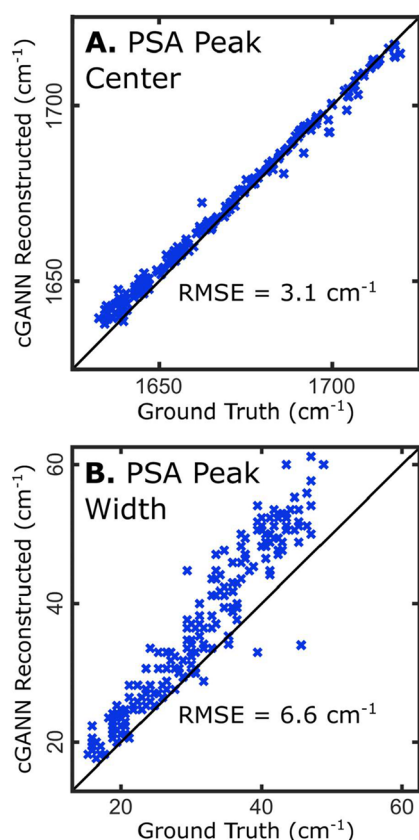 A. PSA Peak
Center
cGANN Reconstructed (cm⁻¹)
1700
1650
RMSE = 3.1 cm⁻¹
1650 1700
Ground Truth (cm⁻¹)
B. PSA Peak
Width
cGANN Reconstructed (cm⁻¹)
60
40
20
RMSE = 6.6 cm⁻¹
20 40 60
Ground Truth (cm⁻¹)